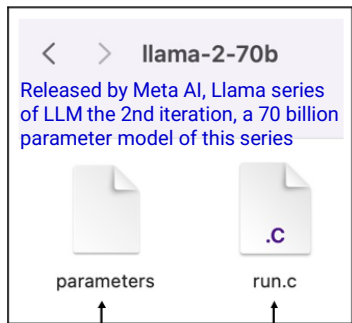 llama-2-70b
Released by Meta AI, Llama series
of LLM the 2nd iteration, a 70 billion
parameter model of this series
.C
parameters run.c